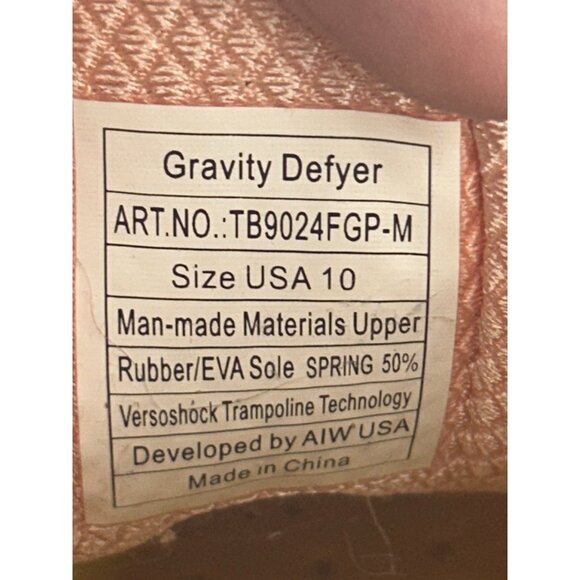 Gravity Defyer
ART.NO.:TB9024FGP-M
Size USA 10
Man-made Materials Upper
Rubber/EVA Sole SPRING 50%
Versoshock Trampoline Technology
Developed by AIW USA
Made in China